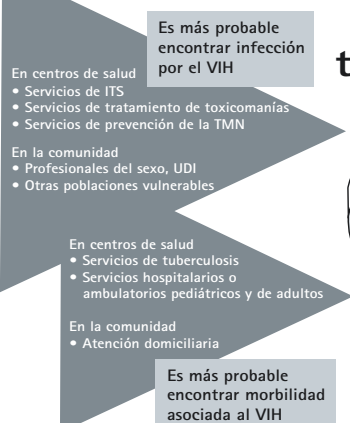 Es más probable
encontrar infección
por el VIH
t
En centros de salud
• Servicios de ITS
• Servicios de tratamiento de toxicomanías
• Servicios de prevención de la TMN
En la comunidad
• Profesionales del sexo, UDI
• Otras poblaciones vulnerables
En centros de salud
• Servicios de tuberculosis
• Servicios hospitalarios o
ambulatorios pediátricos y de adultos
En la comunidad
• Atención domiciliaria
Es más probable
encontrar morbilidad
asociada al VIH